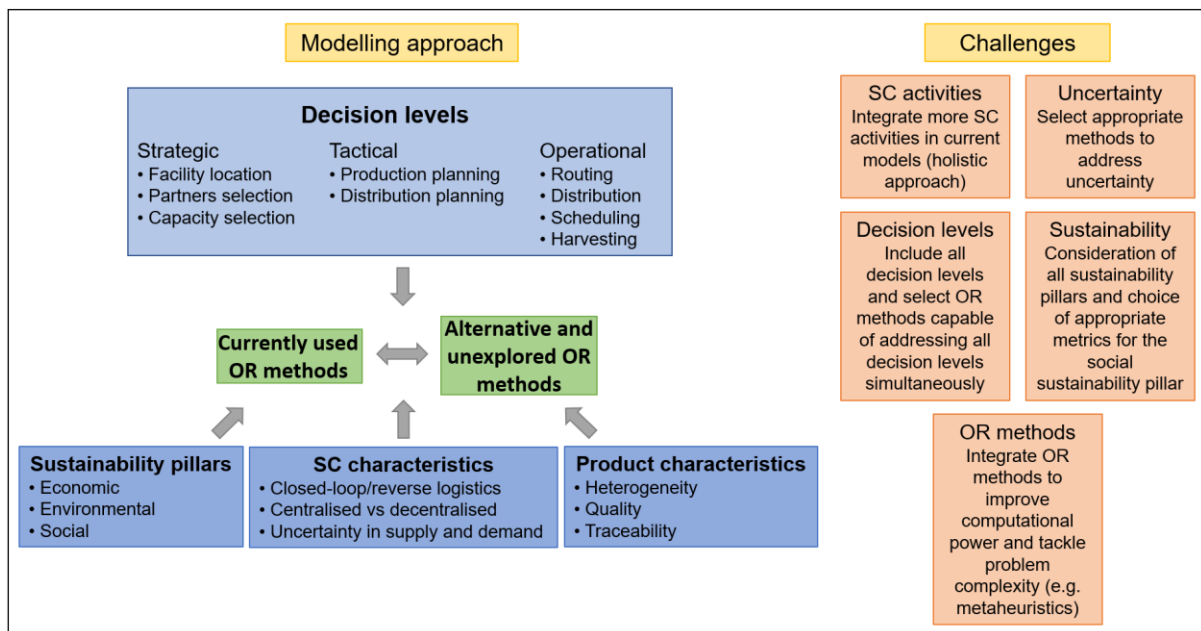 Modelling approach
Decision levels
Strategic
• Facility location
• Partners selection
• Capacity selection
Tactical
• Production planning
• Distribution planning
Operational
• Routing
• Distribution
• Scheduling
• Harvesting
Currently used
OR methods
Alternative and
unexplored OR
methods
Sustainability pillars
• Economic
• Environmental
• Social
SC characteristics
• Closed-loop/reverse logistics
• Centralised vs decentralised
• Uncertainty in supply and demand
Product characteristics
• Heterogeneity
• Quality
• Traceability
Challenges
SC activities
Integrate more SC
activities in current
models (holistic
approach)
Uncertainty
Select appropriate
methods to
address
uncertainty
Decision levels
Include all
decision levels
and select OR
methods capable
of addressing all
decision levels
simultaneously
Sustainability
Consideration of
all sustainability
pillars and choice
of appropriate
metrics for the
social
sustainability pillar
OR methods
Integrate OR
methods to
improve
computational
power and tackle
problem
complexity (e.g.
metaheuristics)